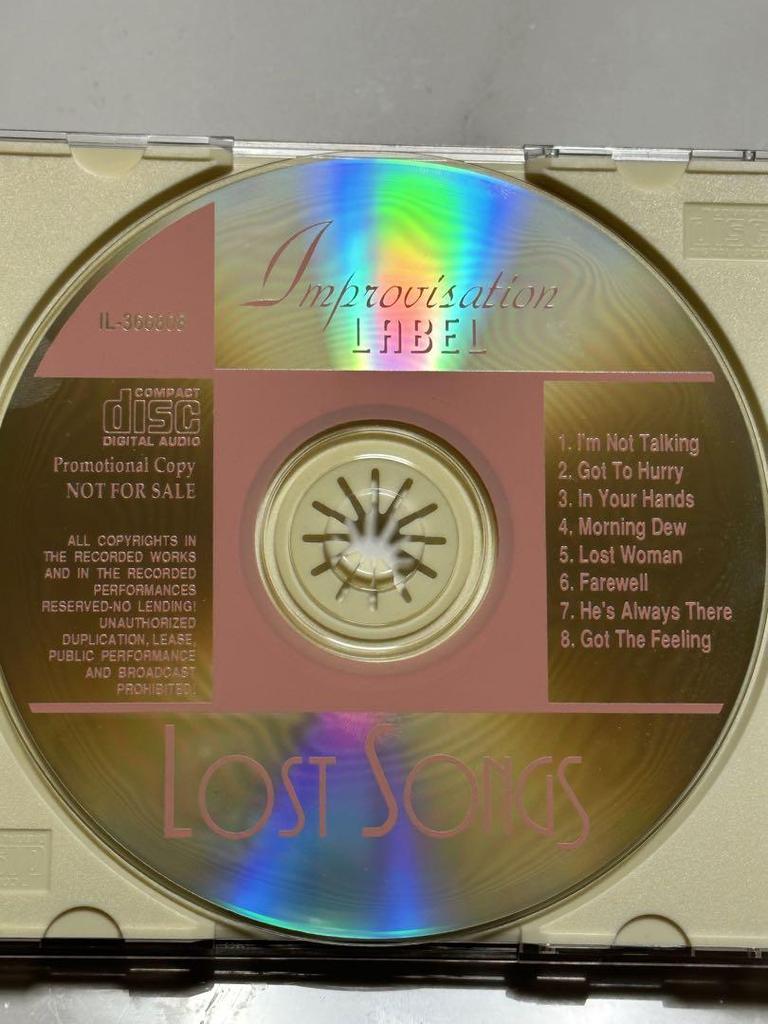 Improvisation
LABEL
IL-366603
COMPACT
disc
DIGITAL AUDIO
Promotional Copy
NOT FOR SALE
ALL COPYRIGHTS IN
THE RECORDED WORKS
AND IN THE RECORDED
PERFORMANCES
RESERVED-NO LENDING!
UNAUTHORIZED
DUPLICATION, LEASE,
PUBLIC PERFORMANCE
AND BROADCAST
PROHIBITED!
1. I'm Not Talking
2. Got To Hurry
3. In Your Hands
4. Morning Dew
5. Lost Woman
6. Farewell
7. He's Always There
8. Got The Feeling
LOST SONGS